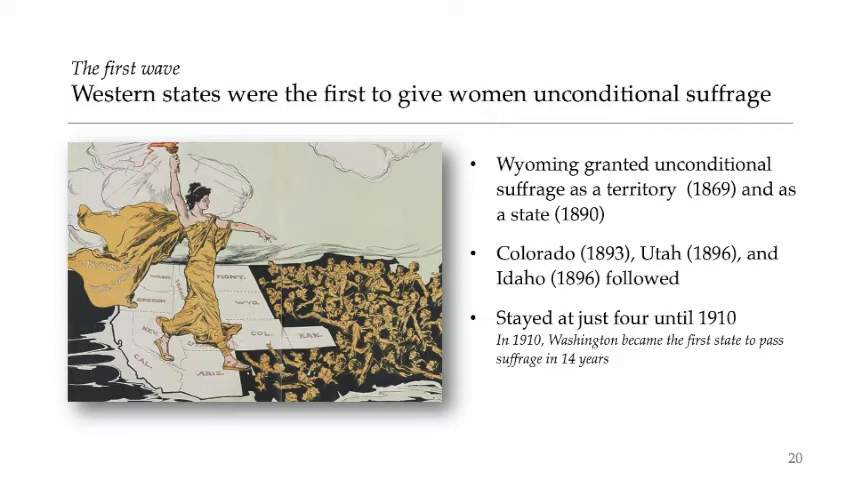 The first wave
Western states were the first to give women unconditional suffrage
• Wyoming granted unconditional
suffrage as a territory (1869) and as
a state (1890)
• Colorado (1893), Utah (1896), and
Idaho (1896) followed
• Stayed at just four until 1910
In 1910, Washington became the first state to pass
suffrage in 14 years
WASH.
MONT.
OREGON
IDAHO
WYO.
NEV.
U
COL.
KAN.
CAL.
ARIZ.
20